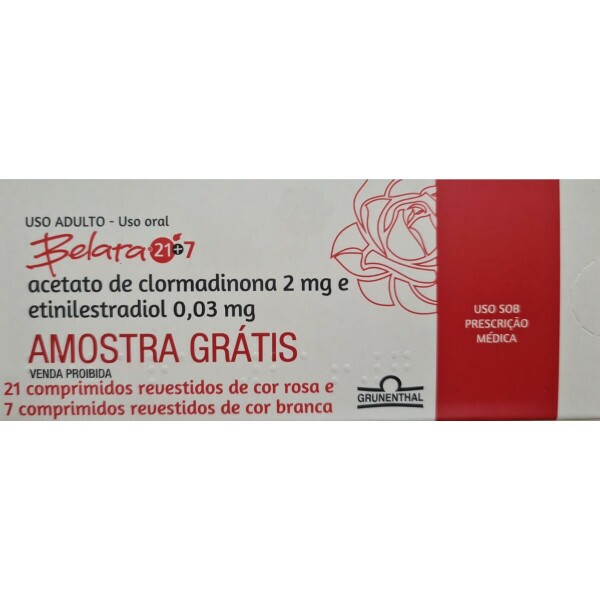 USO ADULTO - Uso oral
Belara 21+7
acetato de clormadinona 2 mg e
etinilestradiol 0,03 mg
AMOSTRA GRÁTIS
VENDA PROIBIDA
21 comprimidos revestidos de cor rosa e
7 comprimidos revestidos de cor branca
GRUNENTHAL
USO SOB
PRESCRIÇÃO
MÉDICA